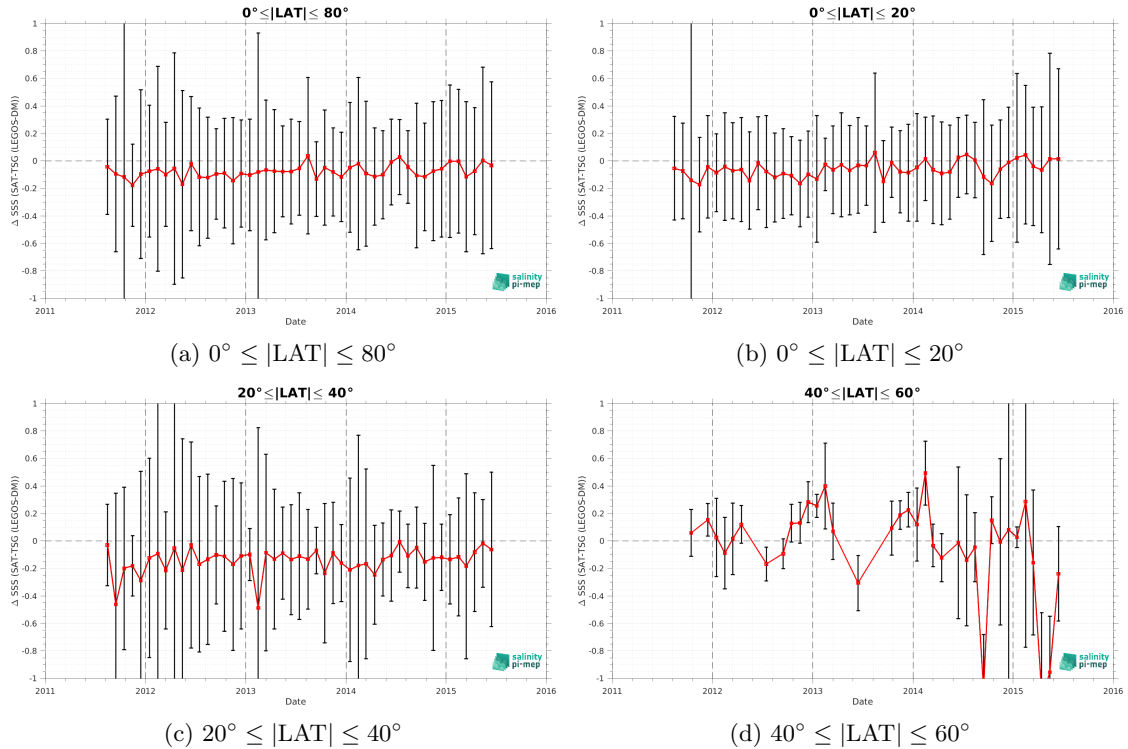 0°≤|LAT|≤ 80°
Δ SSS (SAT-TSG (LEGOS-DM))
1
0.8
0.6
0.4
0.2
0
-0.2
-0.4
-0.6
-0.8
-1
salinity
pi-mep
2011 2012 2013 2014 2015 2016
Date
(a) 0° ≤ |LAT| ≤ 80°
0°≤|LAT|≤ 20°
Δ SSS (SAT-TSG (LEGOS-DM))
1
0.8
0.6
0.4
0.2
0
-0.2
-0.4
-0.6
-0.8
-1
salinity
pi-mep
2011 2012 2013 2014 2015 2016
Date
(b) 0° ≤ |LAT| ≤ 20°
20°≤|LAT|≤ 40°
Δ SSS (SAT-TSG (LEGOS-DM))
1
0.8
0.6
0.4
0.2
0
-0.2
-0.4
-0.6
-0.8
-1
salinity
pi-mep
2011 2012 2013 2014 2015 2016
Date
(c) 20° ≤ |LAT| ≤ 40°
40°≤|LAT|≤ 60°
Δ SSS (SAT-TSG (LEGOS-DM))
1
0.8
0.6
0.4
0.2
0
-0.2
-0.4
-0.6
-0.8
-1
salinity
pi-mep
2011 2012 2013 2014 2015 2016
Date
(d) 40° ≤ |LAT| ≤ 60°